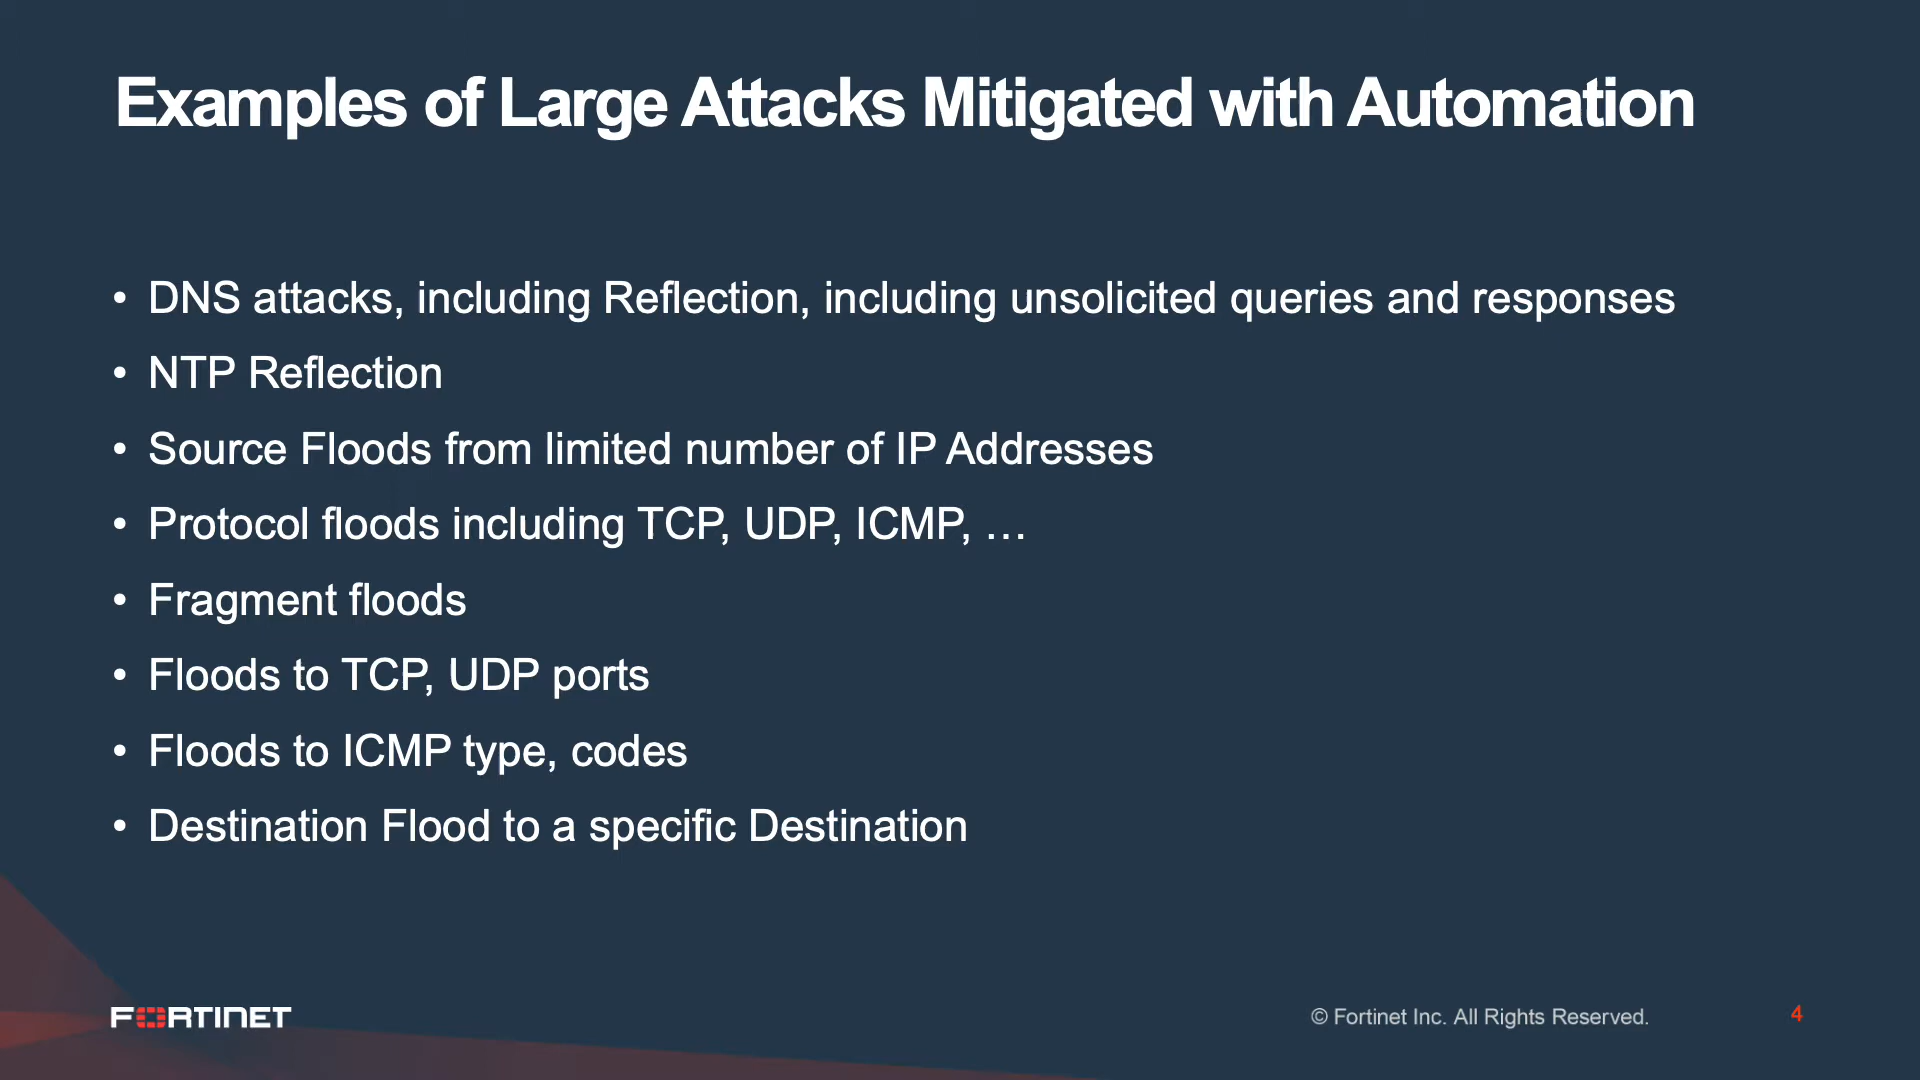 Examples of Large Attacks Mitigated with Automation
• DNS attacks, including Reflection, including unsolicited queries and responses
• NTP Reflection
• Source Floods from limited number of IP Addresses
• Protocol floods including TCP, UDP, ICMP, …
• Fragment floods
• Floods to TCP, UDP ports
• Floods to ICMP type, codes
• Destination Flood to a specific Destination
FORTINET
© Fortinet Inc. All Rights Reserved.
4